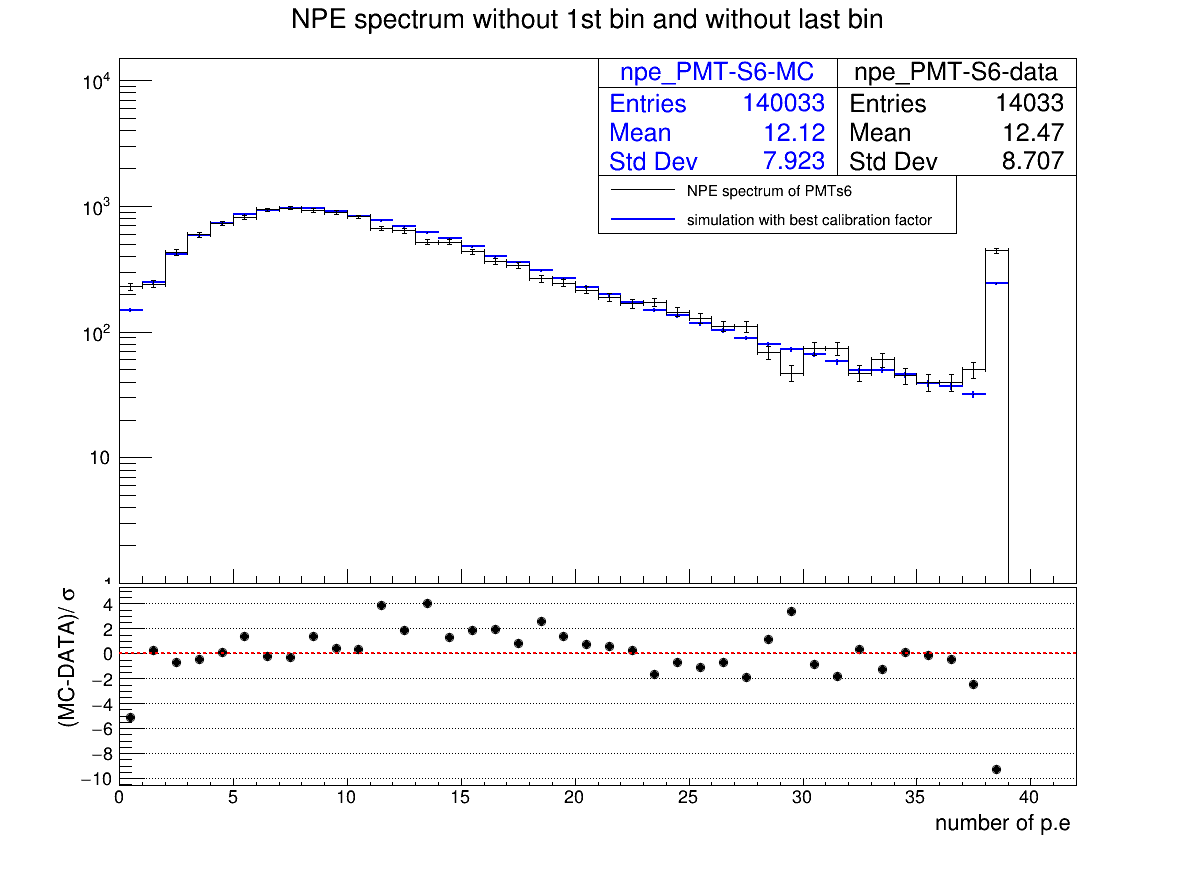 NPE spectrum without 1st bin and without last bin
npe_PMT-S6-MC npe_PMT-S6-data
Entries 140033 Entries 14033
Mean 12.12 Mean 12.47
Std Dev 7.923 Std Dev 8.707
NPE spectrum of PMTs6
simulation with best calibration factor
10⁴
10³
10²
10
1
(MC-DATA)/ σ
4
2
0
−2
−4
−6
−8
−10
0 5 10 15 20 25 30 35 40
number of p.e